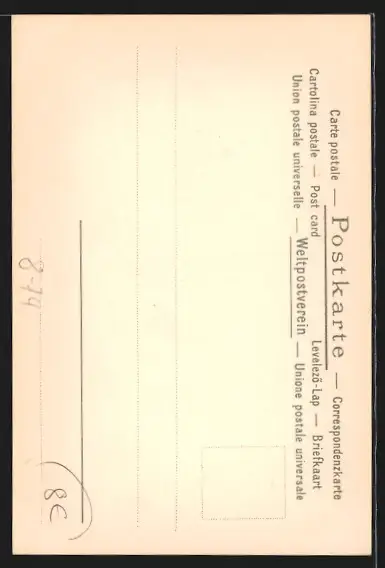 Carte postale — Postkarte — Correspondenzkarte
Cartolina postale — Post card Levelező-Lap — Briefkaart
Union postale universelle — Weltpostverein — Unione postale universale
8-79
8€